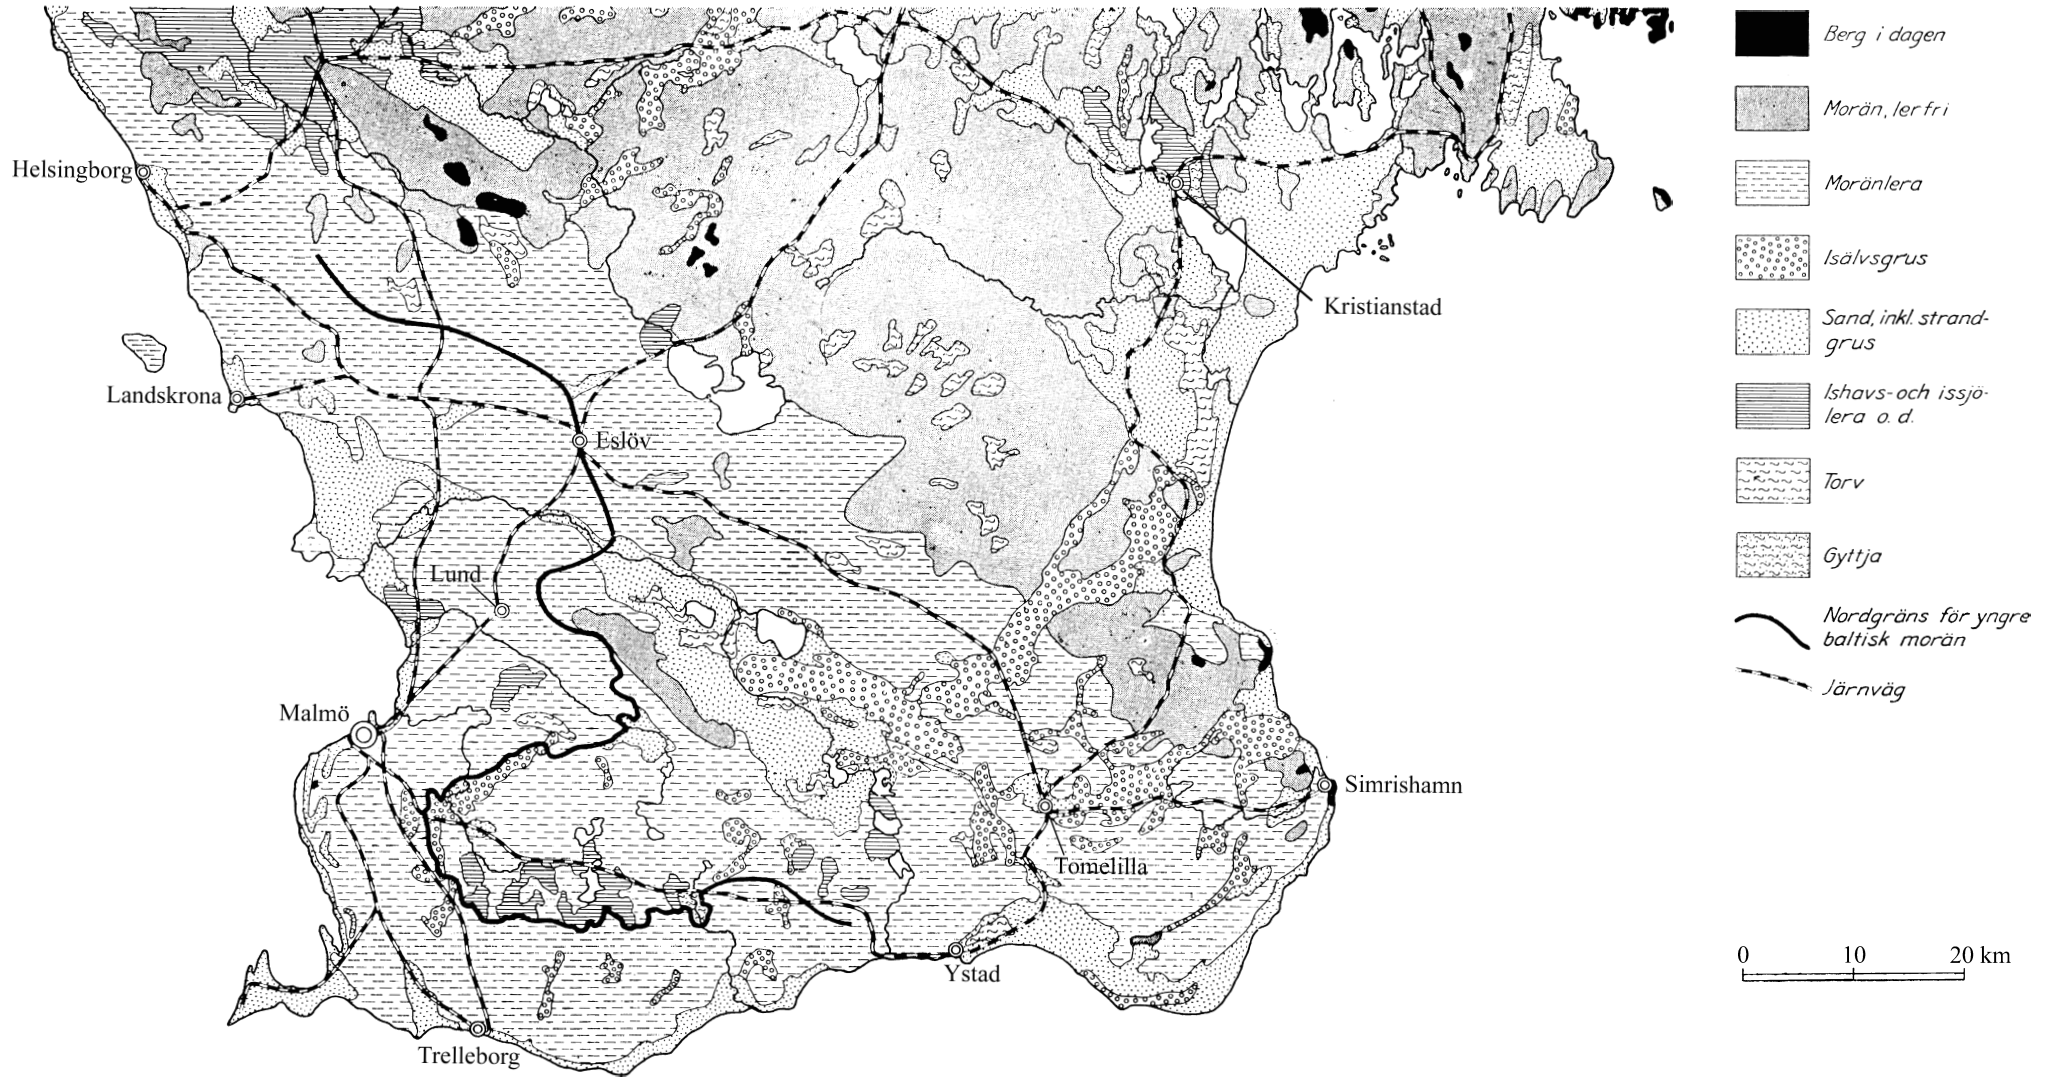 Helsingborg
Landskrona
Eslöv
Lund
Malmö
Trelleborg
Ystad
Tomelilla
Simrishamn
Kristianstad
Berg i dagen
Morän, lerfri
Moränlera
Isälvsgrus
Sand, inkl. strand-
grus
Ishavs- och issjö-
lera o. d.
Torv
Gyttja
Nordgräns för yngre
baltisk morän
Järnväg
0 10 20 km